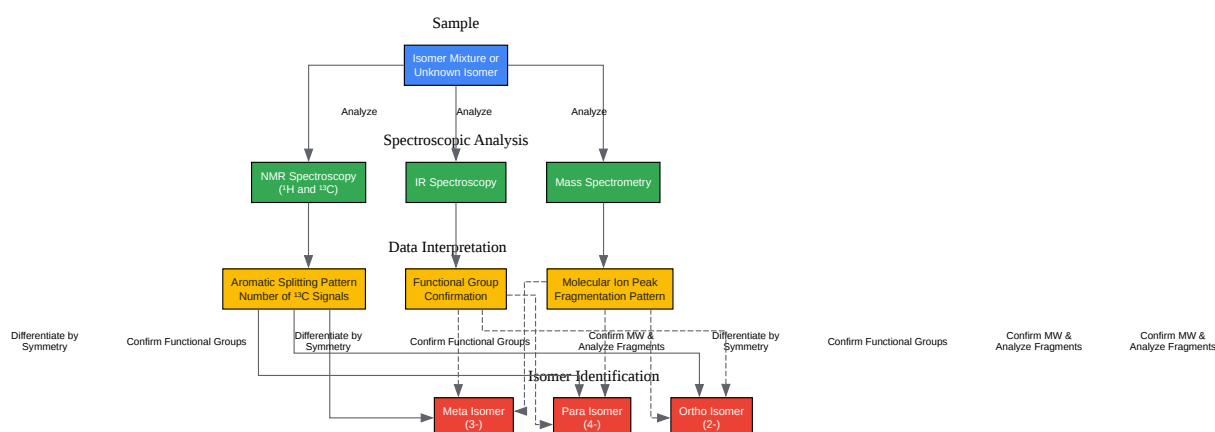 Sample
Isomer Mixture or
Unknown Isomer
Analyze
Analyze
Analyze
Spectroscopic Analysis
NMR Spectroscopy
(¹H and ¹³C)
IR Spectroscopy
Mass Spectrometry
Data Interpretation
Aromatic Splitting Pattern
Number of ¹³C Signals
Functional Group
Confirmation
Molecular Ion Peak
Fragmentation Pattern
Differentiate by
Symmetry
Confirm Functional Groups
Differentiate by
Symmetry
Confirm Functional Groups
Confirm MW &
Analyze Fragments
Differentiate by
Symmetry
Confirm Functional Groups
Confirm MW &
Analyze Fragments
Confirm MW &
Analyze Fragments
Isomer Identification
Meta Isomer
(3-)
Para Isomer
(4-)
Ortho Isomer
(2-)